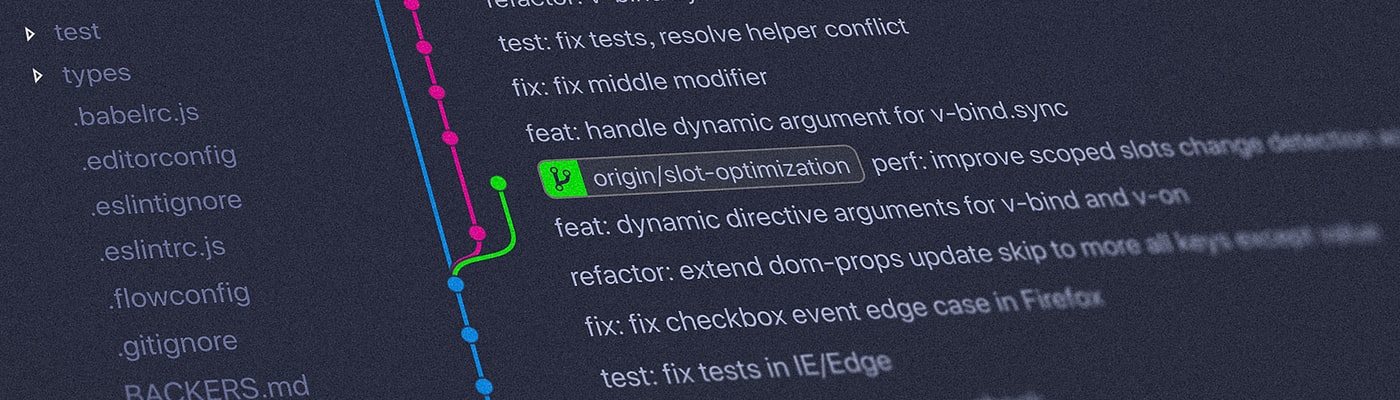 test
types
.babelrc.js
.editorconfig
.eslintignore
.eslintrc.js
.flowconfig
.gitignore
BACKERS.md
refactor:
test: fix tests, resolve helper conflict
fix: fix middle modifier
feat: handle dynamic argument for v-bind.sync
origin/slot-optimization perf: improve scoped slots change detection
feat: dynamic directive arguments for v-bind and v-on
refactor: extend dom-props update skip to more all keys except value
fix: fix checkbox event edge case in Firefox
test: fix tests in IE/Edge